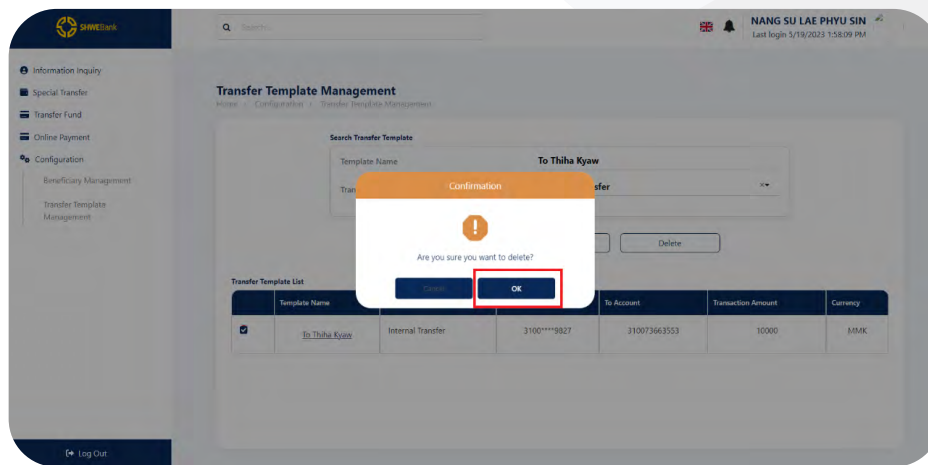 SHWEBank
Search...
NANG SU LAE PHYU SIN
Last login 5/19/2023 1:58:09 PM
Information Inquiry
Special Transfer
Transfer Fund
Online Payment
Configuration
Beneficiary Management
Transfer Template
Management
Log Out
Transfer Template Management
Home / Configuration / Transfer Template Management
Search Transfer Template
Template Name
To Thiha Kyaw
Tran
sfer
Delete
Confirmation
Are you sure you want to delete?
Cancel
OK
Transfer Template List
Template Name
To Account
Transaction Amount
Currency
To Thiha Kyaw
Internal Transfer
3100****9827
310073663553
10000
MMK